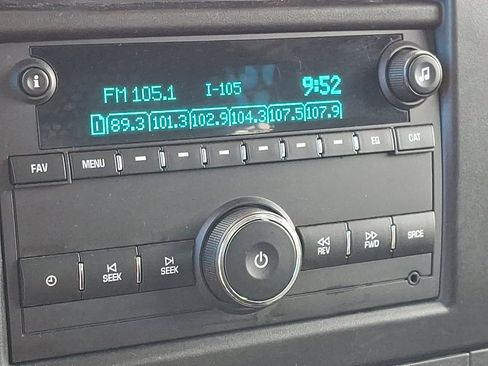 FM 105.1 I-105 9:52
1 89.3 101.3 102.9 104.3 107.5 107.9
FAV MENU EQ CAT
SEEK SEEK REV FWD SRCE